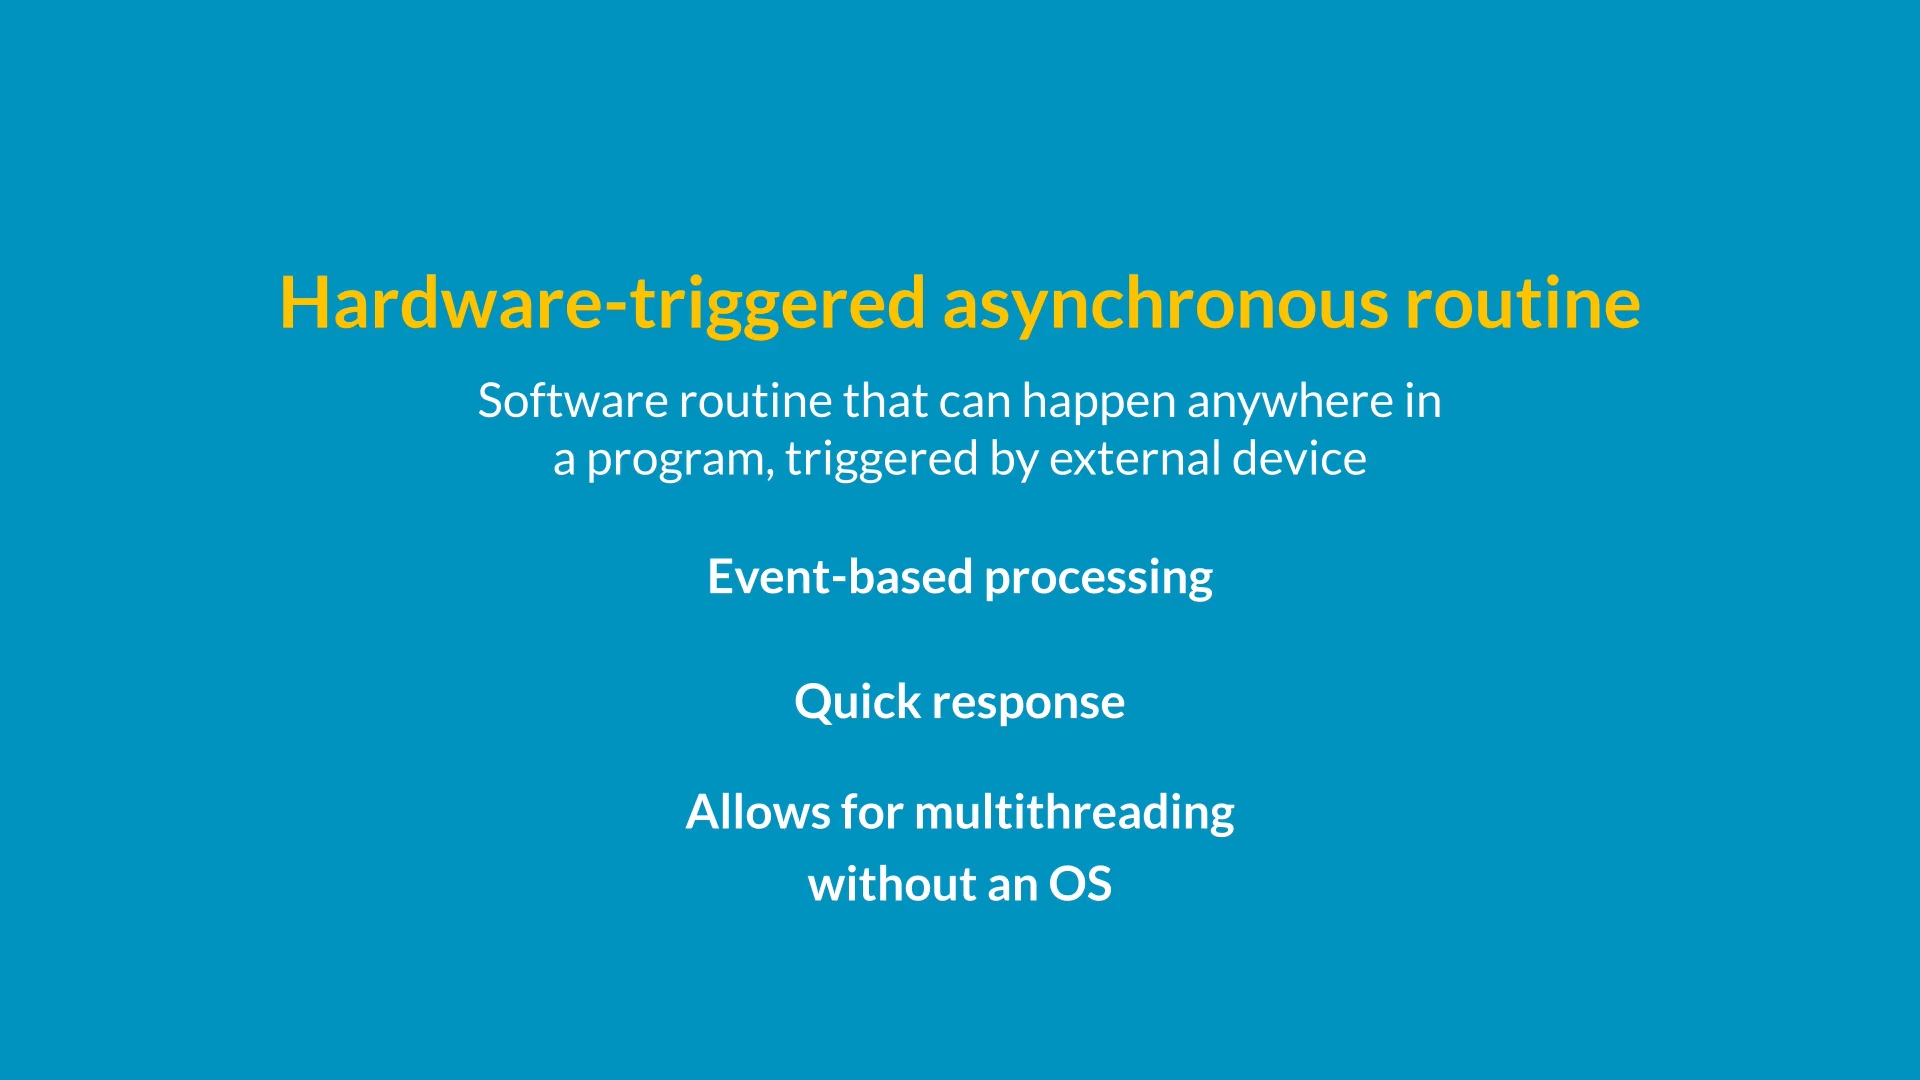 Hardware-triggered asynchronous routine
Software routine that can happen anywhere in
a program, triggered by external device
Event-based processing
Quick response
Allows for multithreading
without an OS